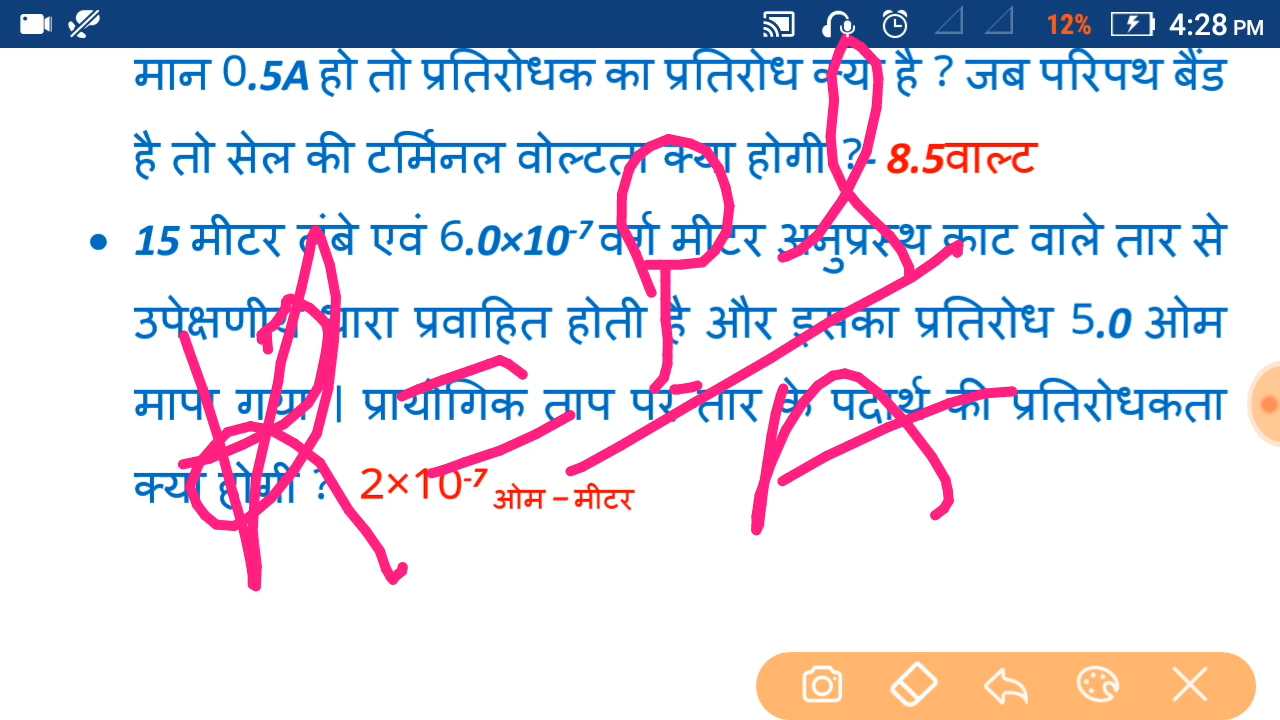 12% 4:28 PM
मान 0.5A हो तो प्रतिरोधक का प्रतिरोध क्या है ? जब परिपथ बैंड
है तो सेल की टर्मिनल वोल्टता क्या होगी ?- 8.5वाल्ट
• 15 मीटर लंबे एवं 6.0×10⁻⁷ वर्ग मीटर अनुप्रस्थ काट वाले तार से
उपेक्षणीय धारा प्रवाहित होती है और इसका प्रतिरोध 5.0 ओम
मापा गया | प्रायोगिक ताप पर तार के पदार्थ की प्रतिरोधकता
क्या होगी ? 2×10⁻⁷ ओम – मीटर
R = ρl/A